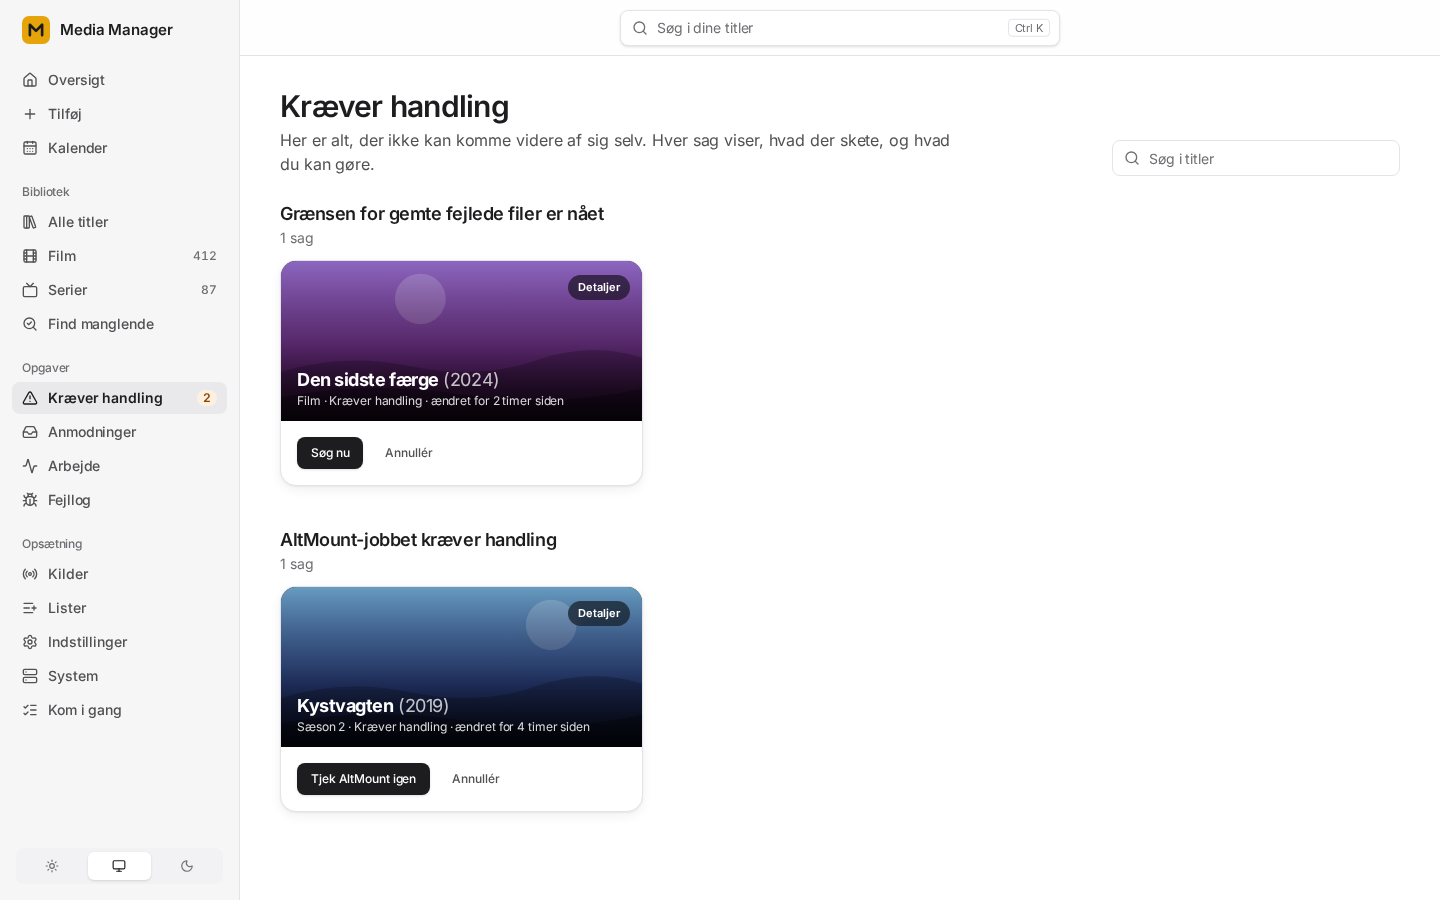 Media Manager
Søg i dine titler
Ctrl K
Oversigt
Tilføj
Kalender
Bibliotek
Alle titler
Film 412
Serier 87
Find manglende
Opgaver
Kræver handling 2
Anmodninger
Arbejde
Fejllog
Opsætning
Kilder
Lister
Indstillinger
System
Kom i gang
Kræver handling
Her er alt, der ikke kan komme videre af sig selv. Hver sag viser, hvad der skete, og hvad
du kan gøre.
Søg i titler
Grænsen for gemte fejlede filer er nået
1 sag
Detaljer
Den sidste færge (2024)
Film · Kræver handling · ændret for 2 timer siden
Søg nu
Annullér
AltMount-jobbet kræver handling
1 sag
Detaljer
Kystvagten (2019)
Sæson 2 · Kræver handling · ændret for 4 timer siden
Tjek AltMount igen
Annullér